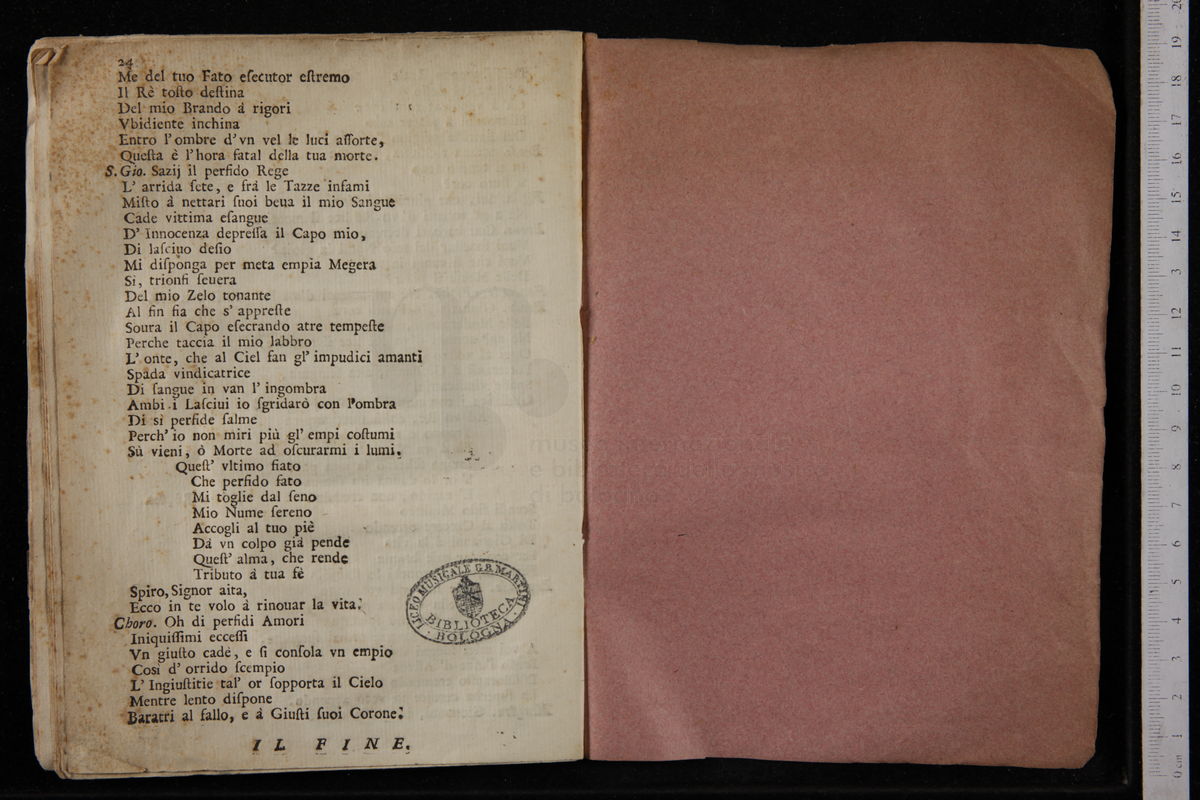 24
Me del tuo Fato eſecutor eſtremo
Il Rè toſto deſtina
Del mio Brando á rigori
Vbidiente inchina
Entro l'ombre d'vn vel le luci aſſorte,
Queſta è l'hora fatal della tua morte.
S. Gio. Sazij il perfido Rege
L' arrida ſete, e frá le Tazze infami
Miſto à nettari ſuoi beua il mio Sangue
Cade vittima eſangue
D' Innocenza depreſſa il Capo mio,
Di laſciuo deſio
Mi diſponga per meta empia Megera
Si, trionfi ſeuera
Del mio Zelo tonante
Al fin fia che s' appreſte
Soura il Capo eſecrando atre tempeſte
Perche taccia il mio labbro
L' onte, che al Ciel fan gl' impudici amanti
Spada vindicatrice
Di ſangue in van l' ingombra
Ambi i Laſciui io ſgridarò con l'ombra
Di sì perfide ſalme
Perch' io non miri più gl' empi coſtumi
Sù vieni, ò Morte ad oſcurarmi i lumi.
Queſt' vltimo fiato
Che perfido fato
Mi toglie dal ſeno
Mio Nume ſereno
Accogli al tuo piè
Dà vn colpo già pende
Queſt' alma, che rende
Tributo á tua fè
Spiro, Signor aita,
Ecco in te volo á rinouar la vita.
Choro. Oh di perfidi Amori
Iniquiſſimi ecceſſi
Vn giuſto cade, e ſi conſola vn empio
Così d' orrido ſcempio
L' Ingiuſtitie tal' or ſopporta il Cielo
Mentre lento diſpone
Baratri al fallo, e á Giuſti ſuoi Corone.
IL FINE.
LICEO MUSICALE G.B. MARTINI
BIBLIOTECA
BOLOGNA